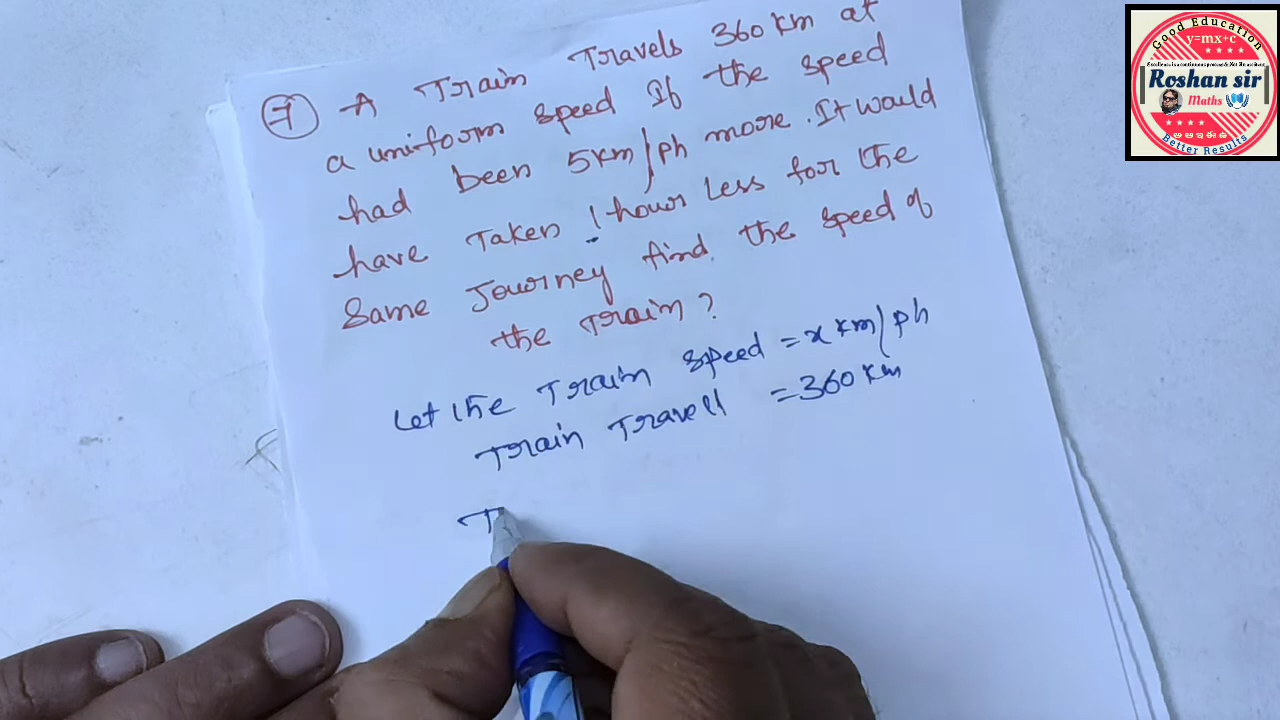 7 A Train Travels 360 km at
a uniform speed If the speed
had been 5km/ph more. It would
have Taken 1 hour Less for the
Same Journey find the speed of
the Train?
Let the Train speed = x km/ph
Train Travell = 360 km
T
Good Education
y=mx+c
Roshan sir
Maths
Better Results